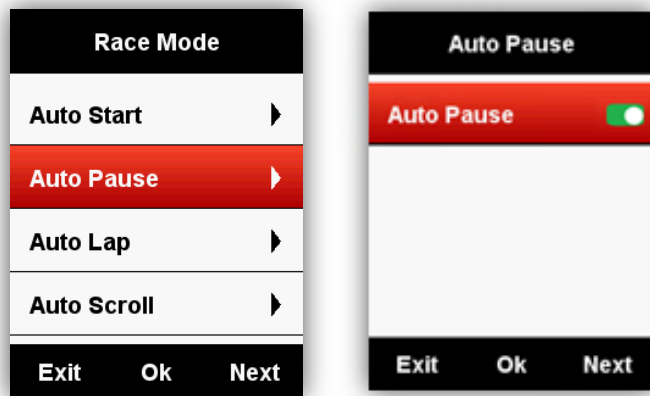 Race Mode
Auto Start
Auto Pause
Auto Lap
Auto Scroll
Exit Ok Next
Auto Pause
Auto Pause
Exit Ok Next